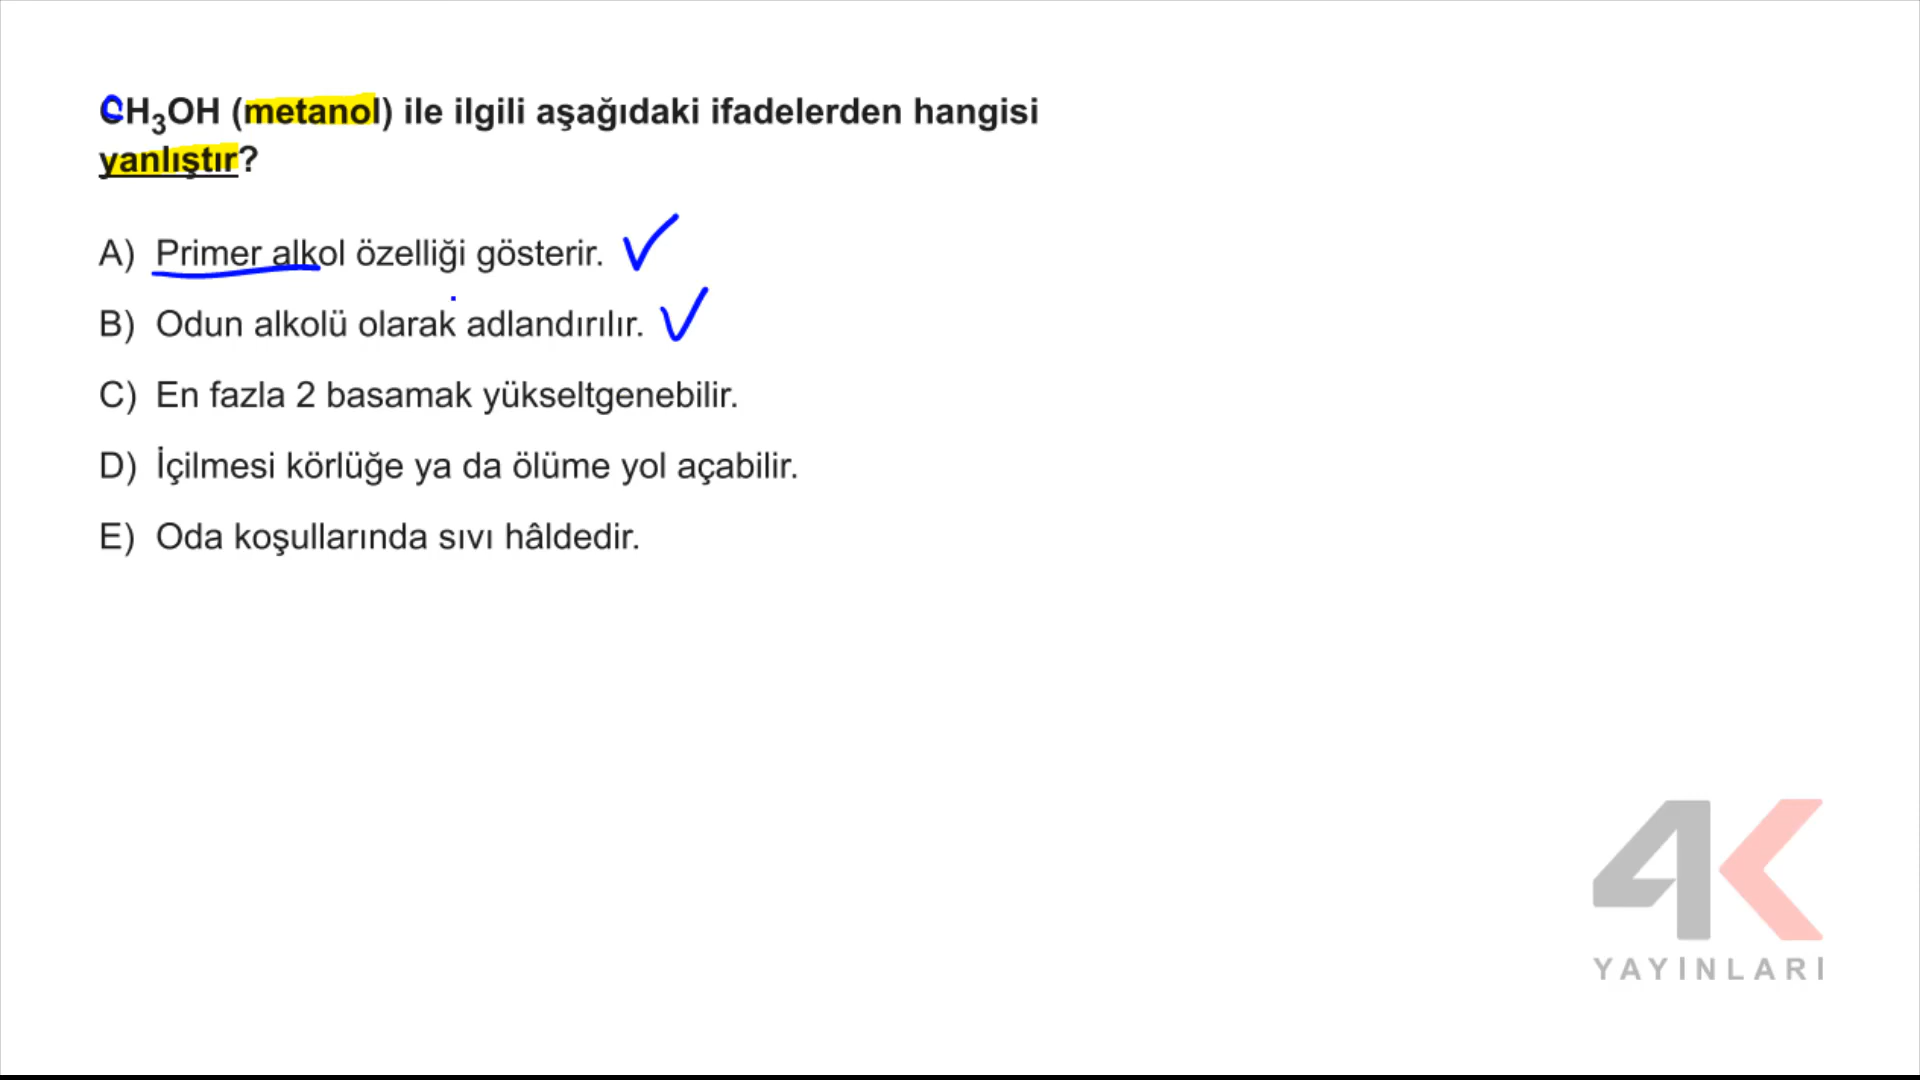 CH₃OH (metanol) ile ilgili aşağıdaki ifadelerden hangisi
yanlıştır?
A) Primer alkol özelliği gösterir.
B) Odun alkolü olarak adlandırılır.
C) En fazla 2 basamak yükseltgenebilir.
D) İçilmesi körlüğe ya da ölüme yol açabilir.
E) Oda koşullarında sıvı hâldedir.
4K
YAYINLARI